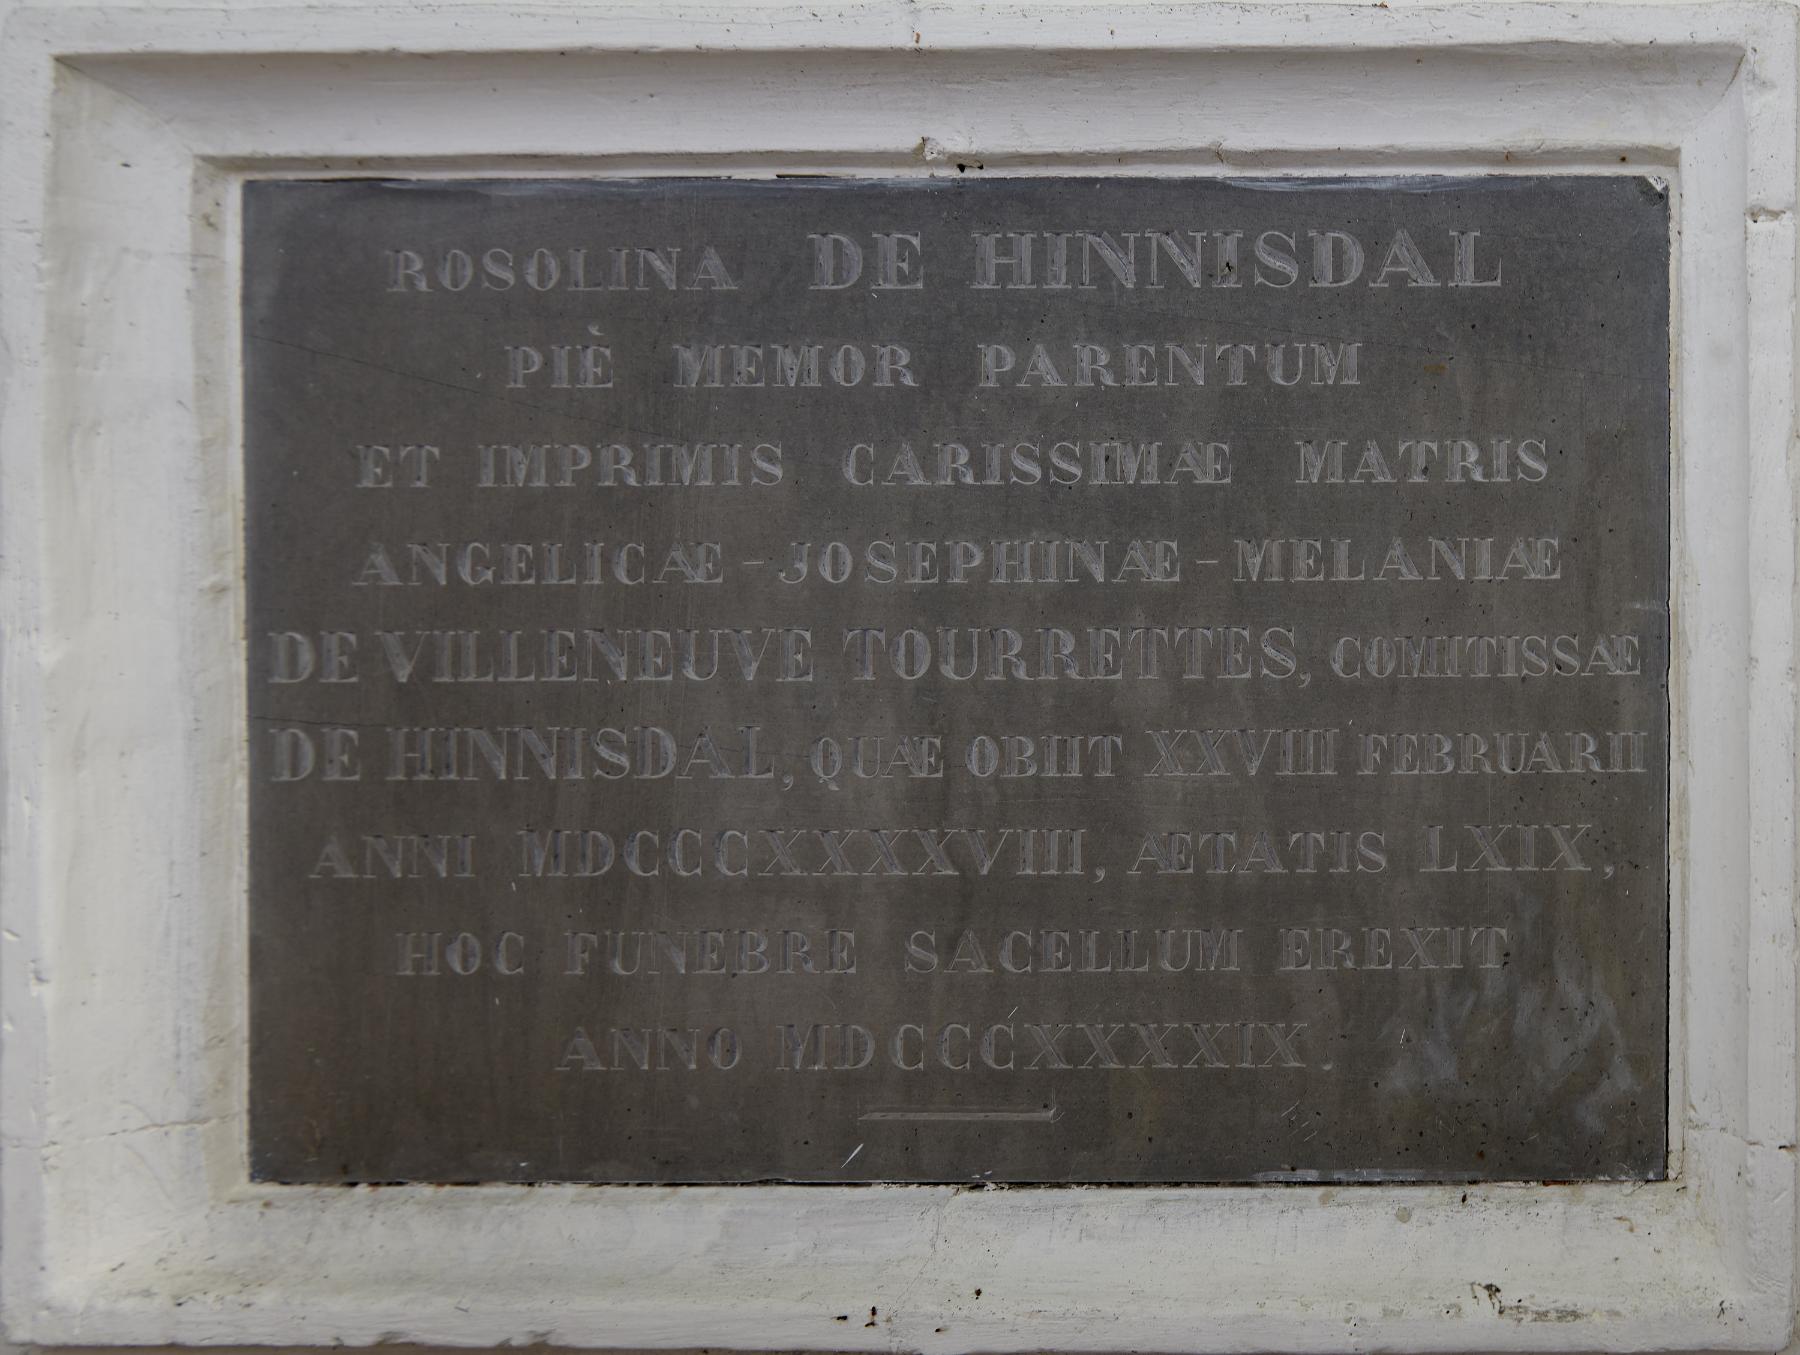 ROSOLINA DE HINNISDAL
PIÈ MEMOR PARENTUM
ET IMPRIMIS CARISSIMÆ MATRIS
ANGELICÆ - JOSEPHINÆ - MELANIÆ
DE VILLENEUVE TOURRETTES, COMITISSÆ
DE HINNISDAL, QUÆ OBIIT XXVIII FEBRUARII
ANNI MDCCCXXXXVIII, ÆTATIS LXIX,
HOC FUNEBRE SACELLUM EREXIT
ANNO MDCCCXXXXIX.